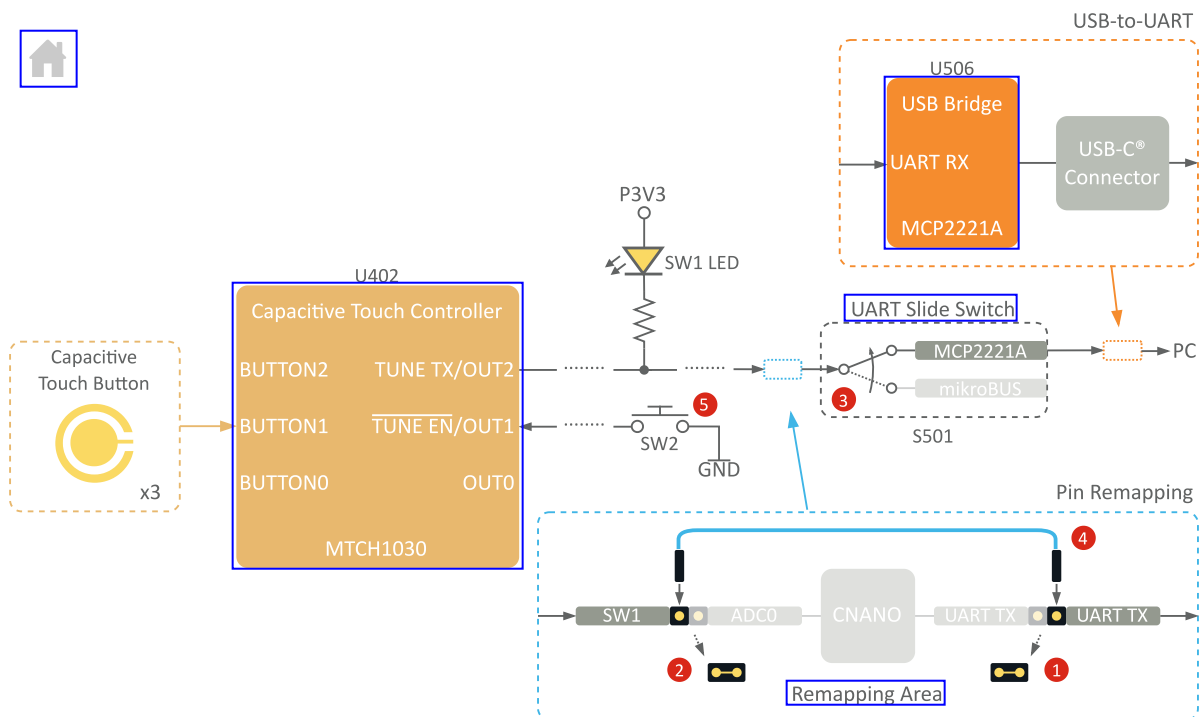 USB-to-UART
U506
USB Bridge
UART RX
MCP2221A
USB-C®
Connector
P3V3
SW1 LED
U402
Capacitive Touch Controller
BUTTON2
TUNE TX/OUT2
BUTTON1
TUNE EN/OUT1
BUTTON0
OUT0
MTCH1030
Capacitive
Touch Button
x3
UART Slide Switch
MCP2221A
mikroBUS
3
S501
PC
5
SW2
GND
Pin Remapping
4
SW1
ADC0
CNANO
UART TX
UART TX
2
1
Remapping Area